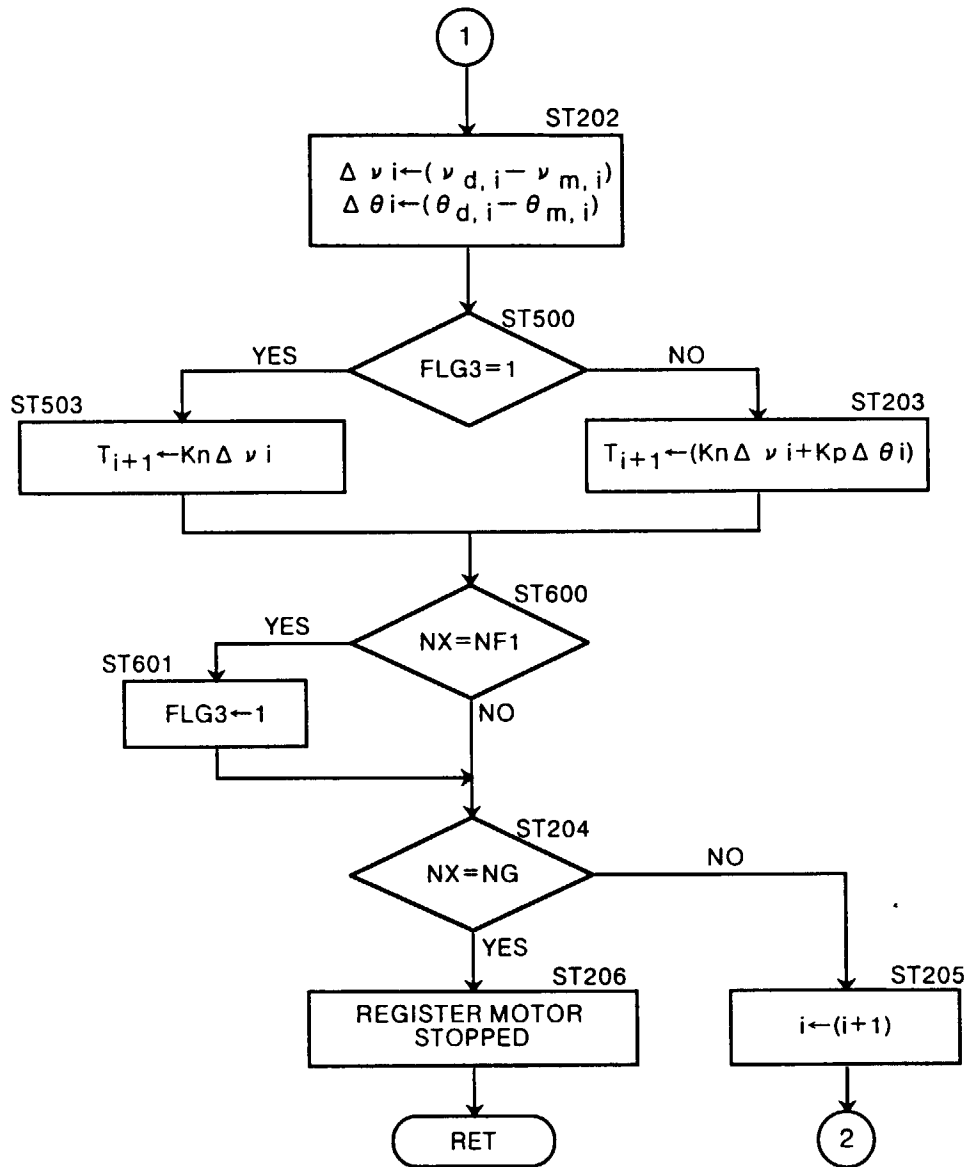 1
ST202
Δ ν i←(ν d, i− ν m, i)
Δ θ i←(θ d, i− θ m, i)
ST500
FLG3=1
YES
NO
ST503
T i+1←Kn Δ ν i
ST203
T i+1←(Kn Δ ν i+Kp Δ θ i)
ST600
NX=NF1
YES
NO
ST601
FLG3←1
ST204
NX=NG
NO
YES
ST206
REGISTER MOTOR
STOPPED
ST205
i←(i+1)
RET
2